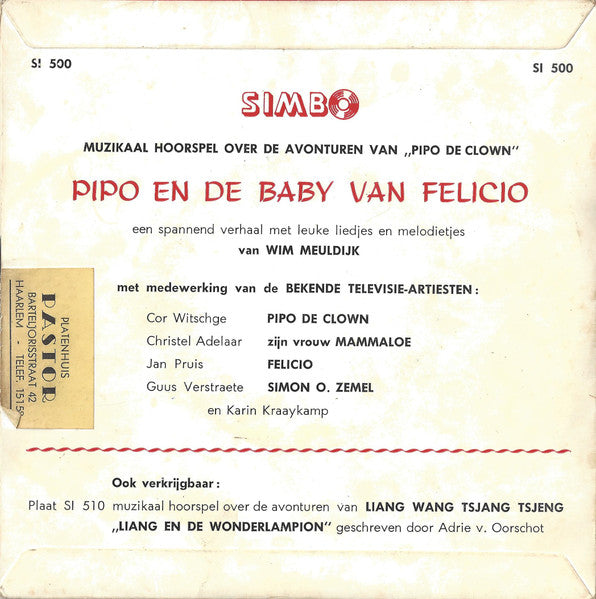 SI 500
SI 500
SIMBO
MUZIKAAL HOORSPEL OVER DE AVONTUREN VAN „PIPO DE CLOWN"
PIPO EN DE BABY VAN FELICIO
een spannend verhaal met leuke liedjes en melodietjes
van WIM MEULDIJK
met medewerking van de BEKENDE TELEVISIE-ARTIESTEN :
Cor Witschge PIPO DE CLOWN
Christel Adelaar zijn vrouw MAMMALOE
Jan Pruis FELICIO
Guus Verstraete SIMON O. ZEMEL
en Karin Kraaykamp
PLATENHUIS
PASTOR
BARTELJORISSTRAAT 42
HAARLEM - TELEF.
Ook verkrijgbaar :
Plaat SI 510 muzikaal hoorspel over de avonturen van LIANG WANG TSJANG TSJENG
„LIANG EN DE WONDERLAMPION" geschreven door Adrie v. Oorschot